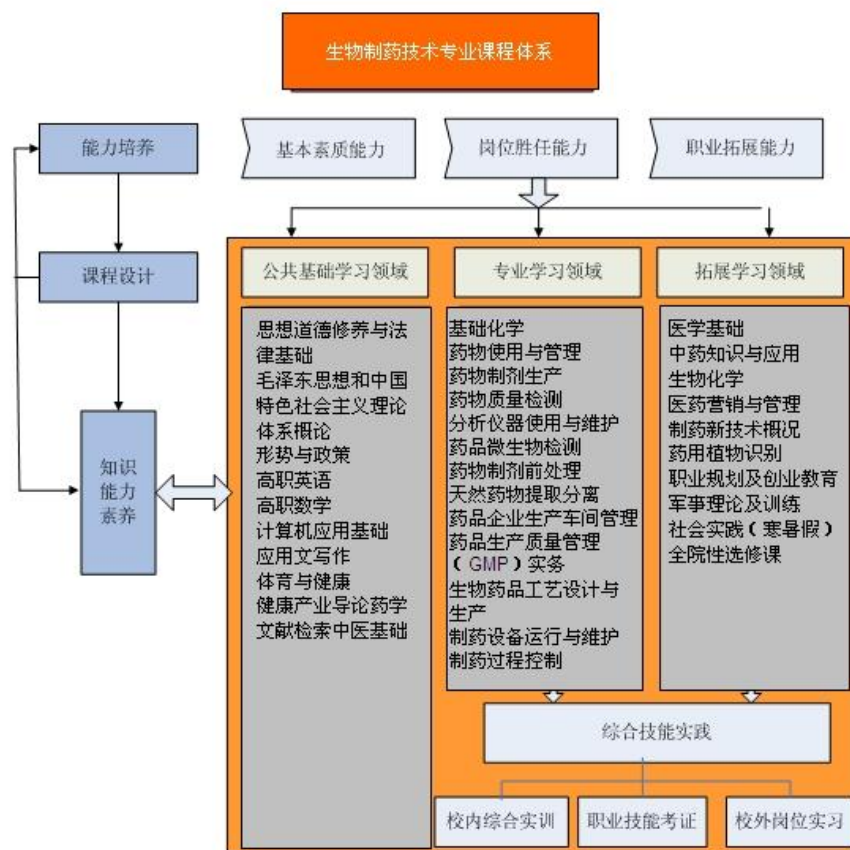 生物制药技术专业课程体系
能力培养
基本素质能力
岗位胜任能力
职业拓展能力
课程设计
知识
能力
素养
公共基础学习领域
思想道德修养与法
律基础
毛泽东思想和中国
特色社会主义理论
体系概论
形势与政策
高职英语
高职数学
计算机应用基础
应用文写作
体育与健康
健康产业导论药学
文献检索中医基础
专业学习领域
基础化学
药物使用与管理
药物制剂生产
药物质量检测
分析仪器使用与维护
药品微生物检测
药物制剂前处理
天然药物提取分离
药品企业生产车间管理
药品生产质量管理
（GMP）实务
生物药品工艺设计与
生产
制药设备运行与维护
制药过程控制
拓展学习领域
医学基础
中药知识与应用
生物化学
医药营销与管理
制药新技术概况
药用植物识别
职业规划及创业教育
军事理论及训练
社会实践（寒暑假）
全院性选修课
综合技能实践
校内综合实训
职业技能考证
校外岗位实习